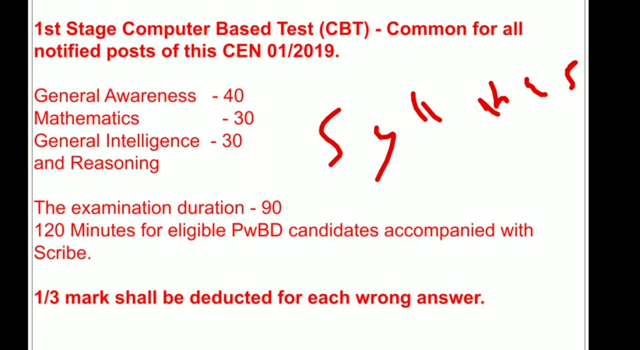 1st Stage Computer Based Test (CBT) - Common for all
notified posts of this CEN 01/2019.
General Awareness - 40
Mathematics - 30
General Intelligence - 30
and Reasoning
The examination duration - 90
120 Minutes for eligible PwBD candidates accompanied with
Scribe.
1/3 mark shall be deducted for each wrong answer.